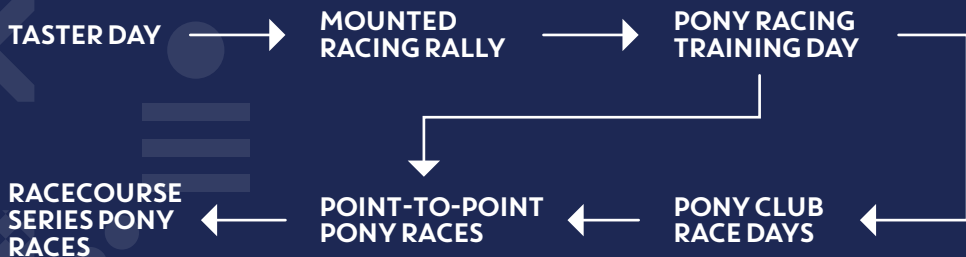 TASTER DAY
MOUNTED
RACING RALLY
PONY RACING
TRAINING DAY
RACECOURSE
SERIES PONY
RACES
POINT-TO-POINT
PONY RACES
PONY CLUB
RACE DAYS